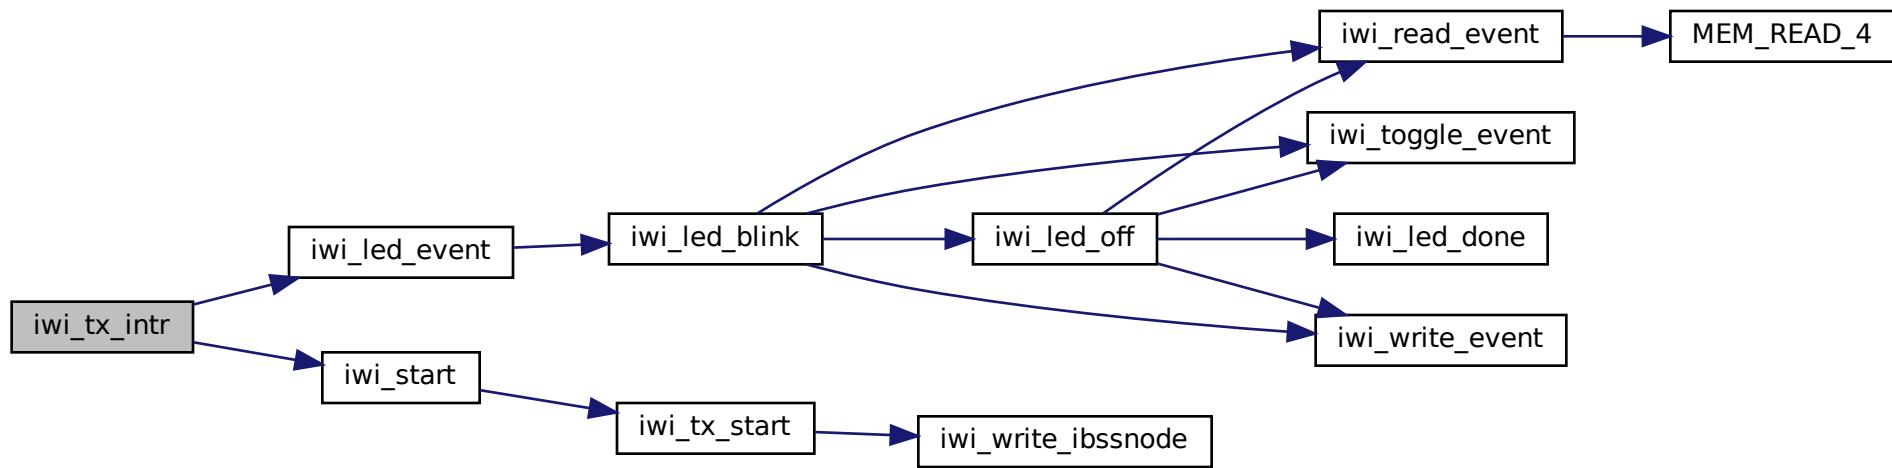 iwi_read_event
MEM_READ_4
iwi_toggle_event
iwi_led_event
iwi_led_blink
iwi_led_off
iwi_led_done
iwi_tx_intr
iwi_write_event
iwi_start
iwi_tx_start
iwi_write_ibssnode